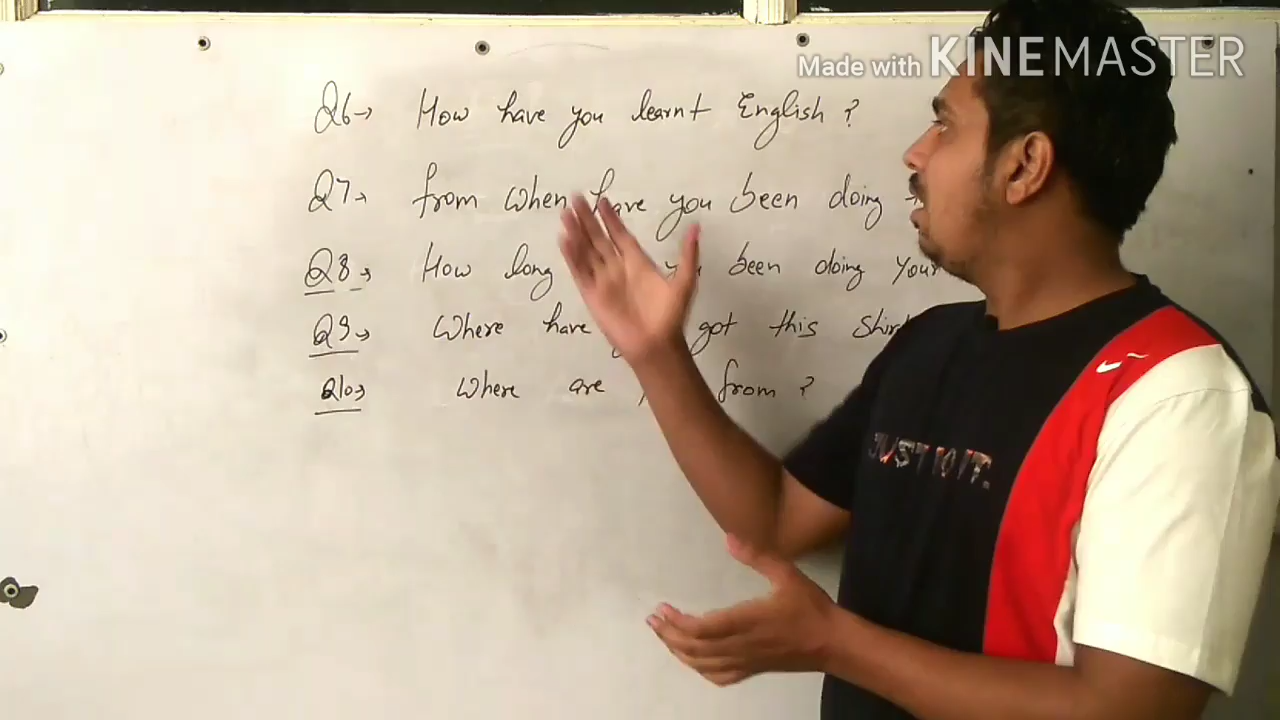 Made with KINEMASTER
Q6→ How have you learnt English ?
Q7→ from when have you been doing
Q8→ How long been doing your
Q9→ Where have got this
Q10→ Where are from ?
JUST DO IT.